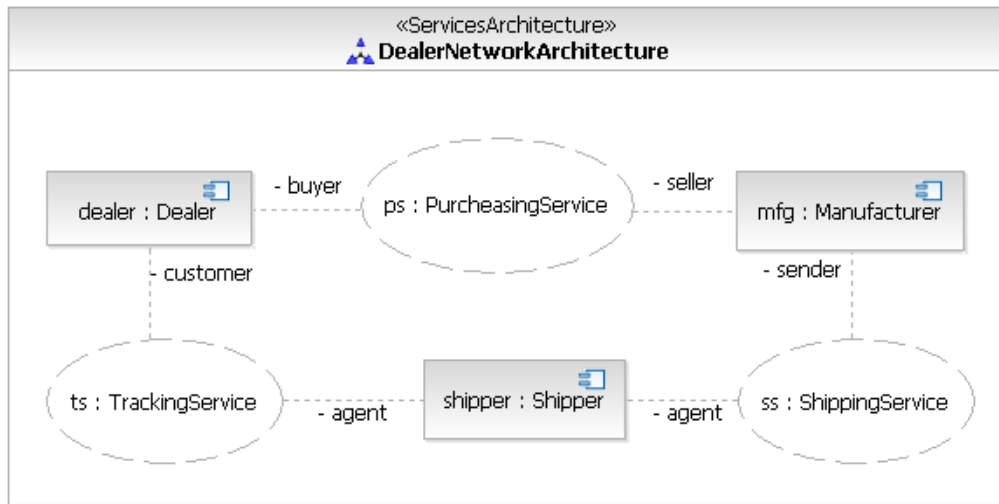 «ServicesArchitecture»
DealerNetworkArchitecture
dealer : Dealer
- buyer
ps : PurcheasingService
- seller
mfg : Manufacturer
- customer
- sender
ts : TrackingService
- agent
shipper : Shipper
- agent
ss : ShippingService